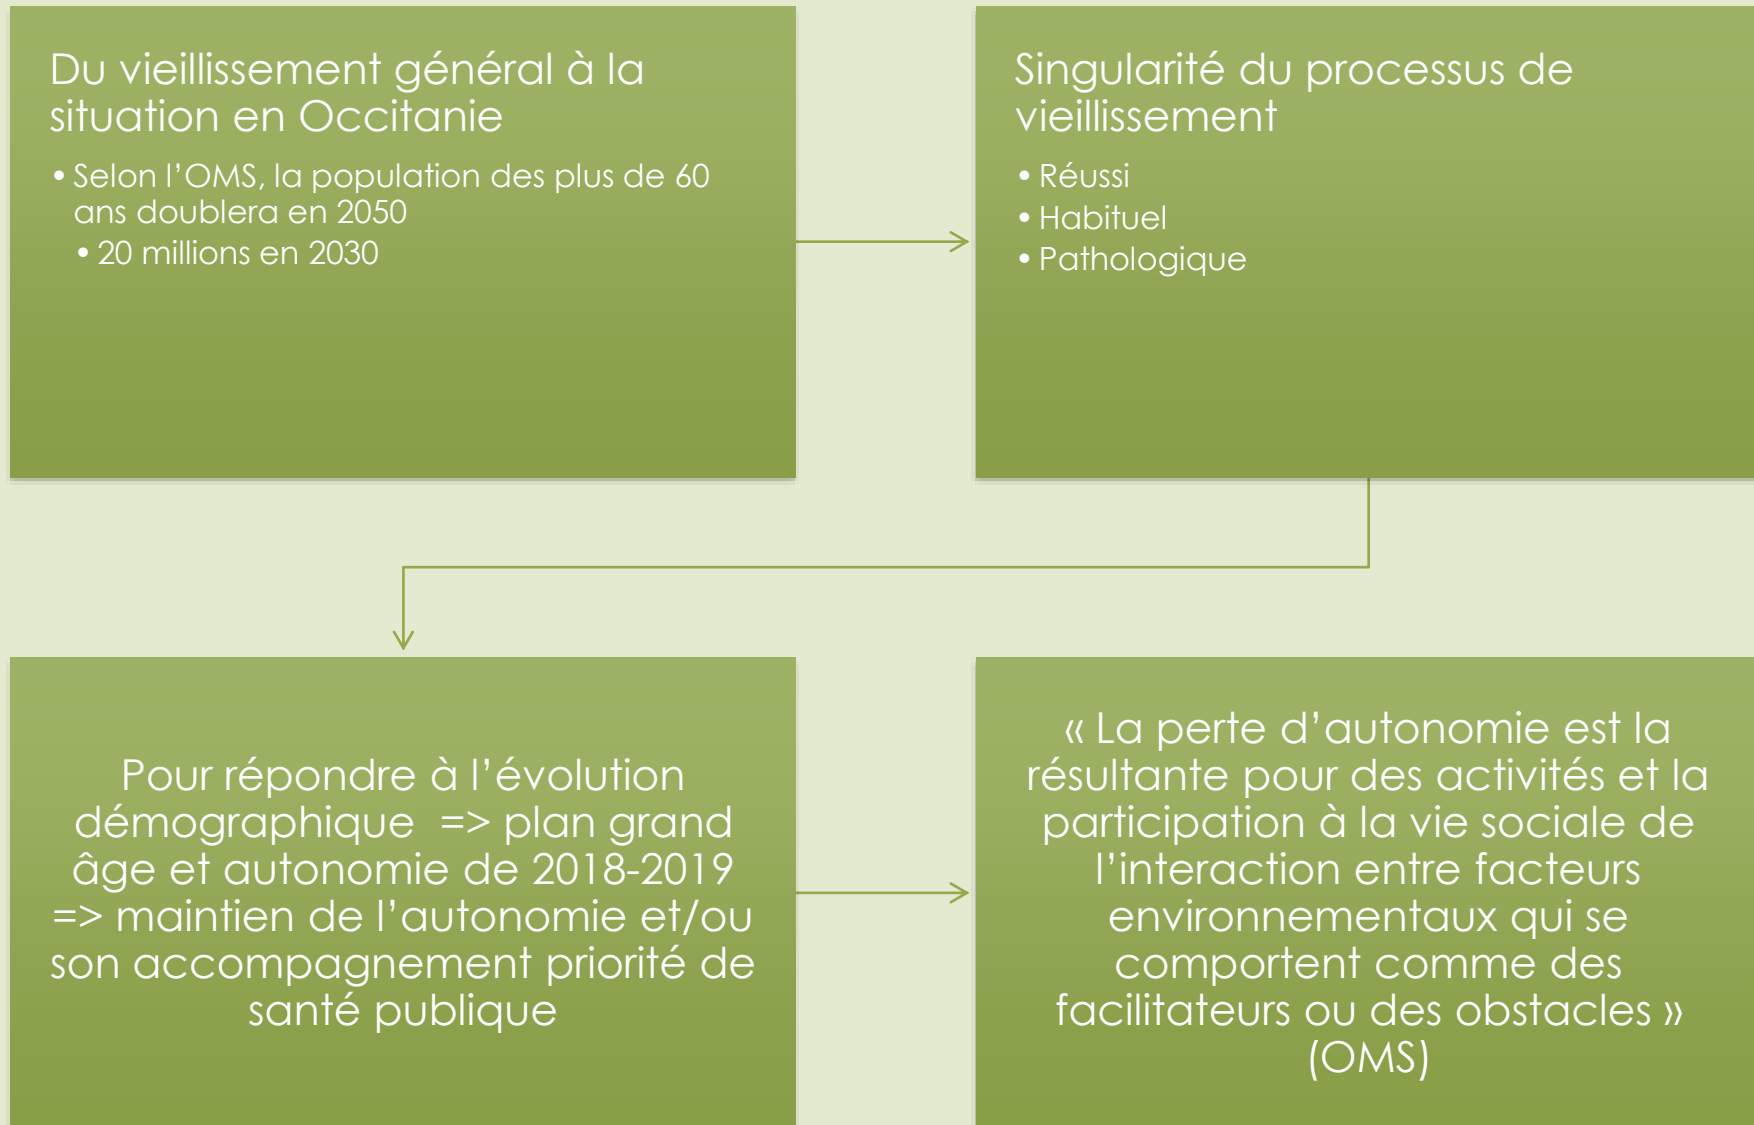 Du vieillissement général à la
situation en Occitanie
• Selon l’OMS, la population des plus de 60
ans doublera en 2050
• 20 millions en 2030
Singularité du processus de
vieillissement
• Réussi
• Habituel
• Pathologique
Pour répondre à l’évolution
démographique => plan grand
âge et autonomie de 2018-2019
=> maintien de l’autonomie et/ou
son accompagnement priorité de
santé publique
« La perte d’autonomie est la
résultante pour des activités et la
participation à la vie sociale de
l’interaction entre facteurs
environnementaux qui se
comportent comme des
facilitateurs ou des obstacles »
(OMS)